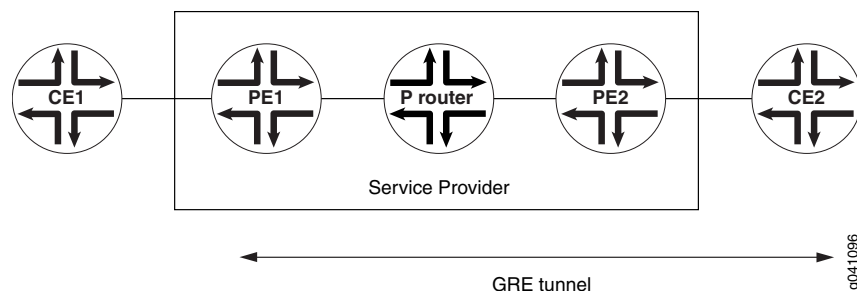 CE1
PE1
P router
PE2
CE2
Service Provider
GRE tunnel
g041096